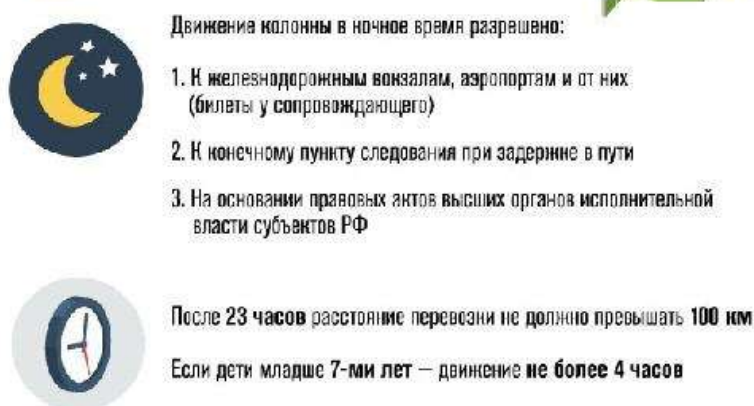 Движение колонны в ночное время разрешено:
1. К железнодорожным вокзалам, аэропортам и от них
(билеты у сопровождающего)
2. К конечному пункту следования при задержке в пути
3. На основании правовых актов высших органов исполнительной
власти субъектов РФ
После 23 часов расстояние перевозки не должно превышать 100 км
Если дети младше 7-ми лет — движение не более 4 часов